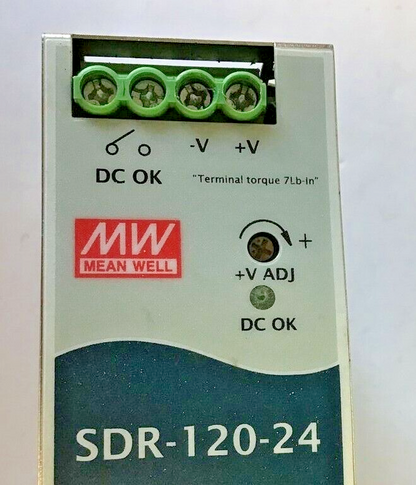 -V +V
DC OK "Terminal torque 7Lb-in"
MW
MEAN WELL
+
+V ADJ
DC OK
SDR-120-24